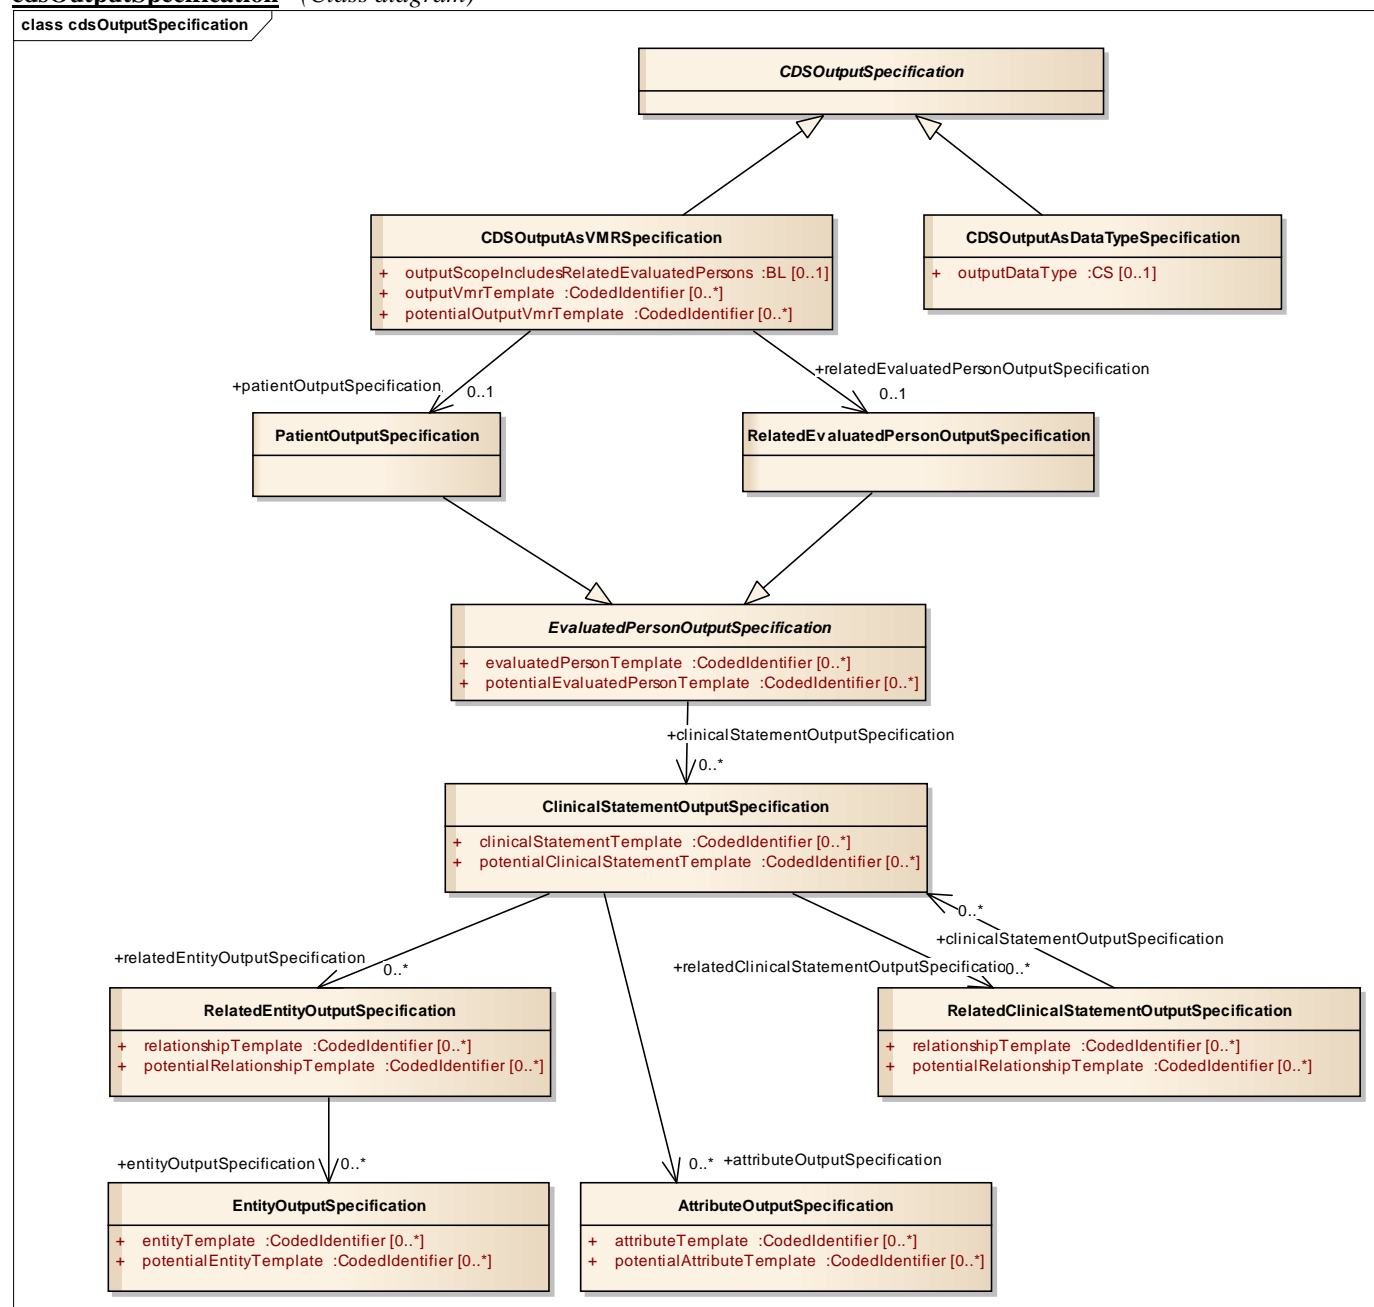 cdsOutputSpecification (Class diagram)
class cdsOutputSpecification
CDSOutputSpecification
CDSOutputAsVMRSpecification
+ outputScopeIncludesRelatedEvaluatedPersons :BL [0..1]
+ outputVmrTemplate :CodedIdentifier [0..*]
+ potentialOutputVmrTemplate :CodedIdentifier [0..*]
CDSOutputAsDataTypeSpecification
+ outputDataType :CS [0..1]
+patientOutputSpecification
0..1
+relatedEvaluatedPersonOutputSpecification
0..1
PatientOutputSpecification
RelatedEvaluatedPersonOutputSpecification
EvaluatedPersonOutputSpecification
+ evaluatedPersonTemplate :CodedIdentifier [0..*]
+ potentialEvaluatedPersonTemplate :CodedIdentifier [0..*]
+clinicalStatementOutputSpecification
0..*
ClinicalStatementOutputSpecification
+ clinicalStatementTemplate :CodedIdentifier [0..*]
+ potentialClinicalStatementTemplate :CodedIdentifier [0..*]
0..*
+clinicalStatementOutputSpecification
+relatedEntityOutputSpecification
0..*
+relatedClinicalStatementOutputSpecificatio
0..*
RelatedEntityOutputSpecification
+ relationshipTemplate :CodedIdentifier [0..*]
+ potentialRelationshipTemplate :CodedIdentifier [0..*]
RelatedClinicalStatementOutputSpecification
+ relationshipTemplate :CodedIdentifier [0..*]
+ potentialRelationshipTemplate :CodedIdentifier [0..*]
+entityOutputSpecification
0..*
0..*
+attributeOutputSpecification
EntityOutputSpecification
+ entityTemplate :CodedIdentifier [0..*]
+ potentialEntityTemplate :CodedIdentifier [0..*]
AttributeOutputSpecification
+ attributeTemplate :CodedIdentifier [0..*]
+ potentialAttributeTemplate :CodedIdentifier [0..*]